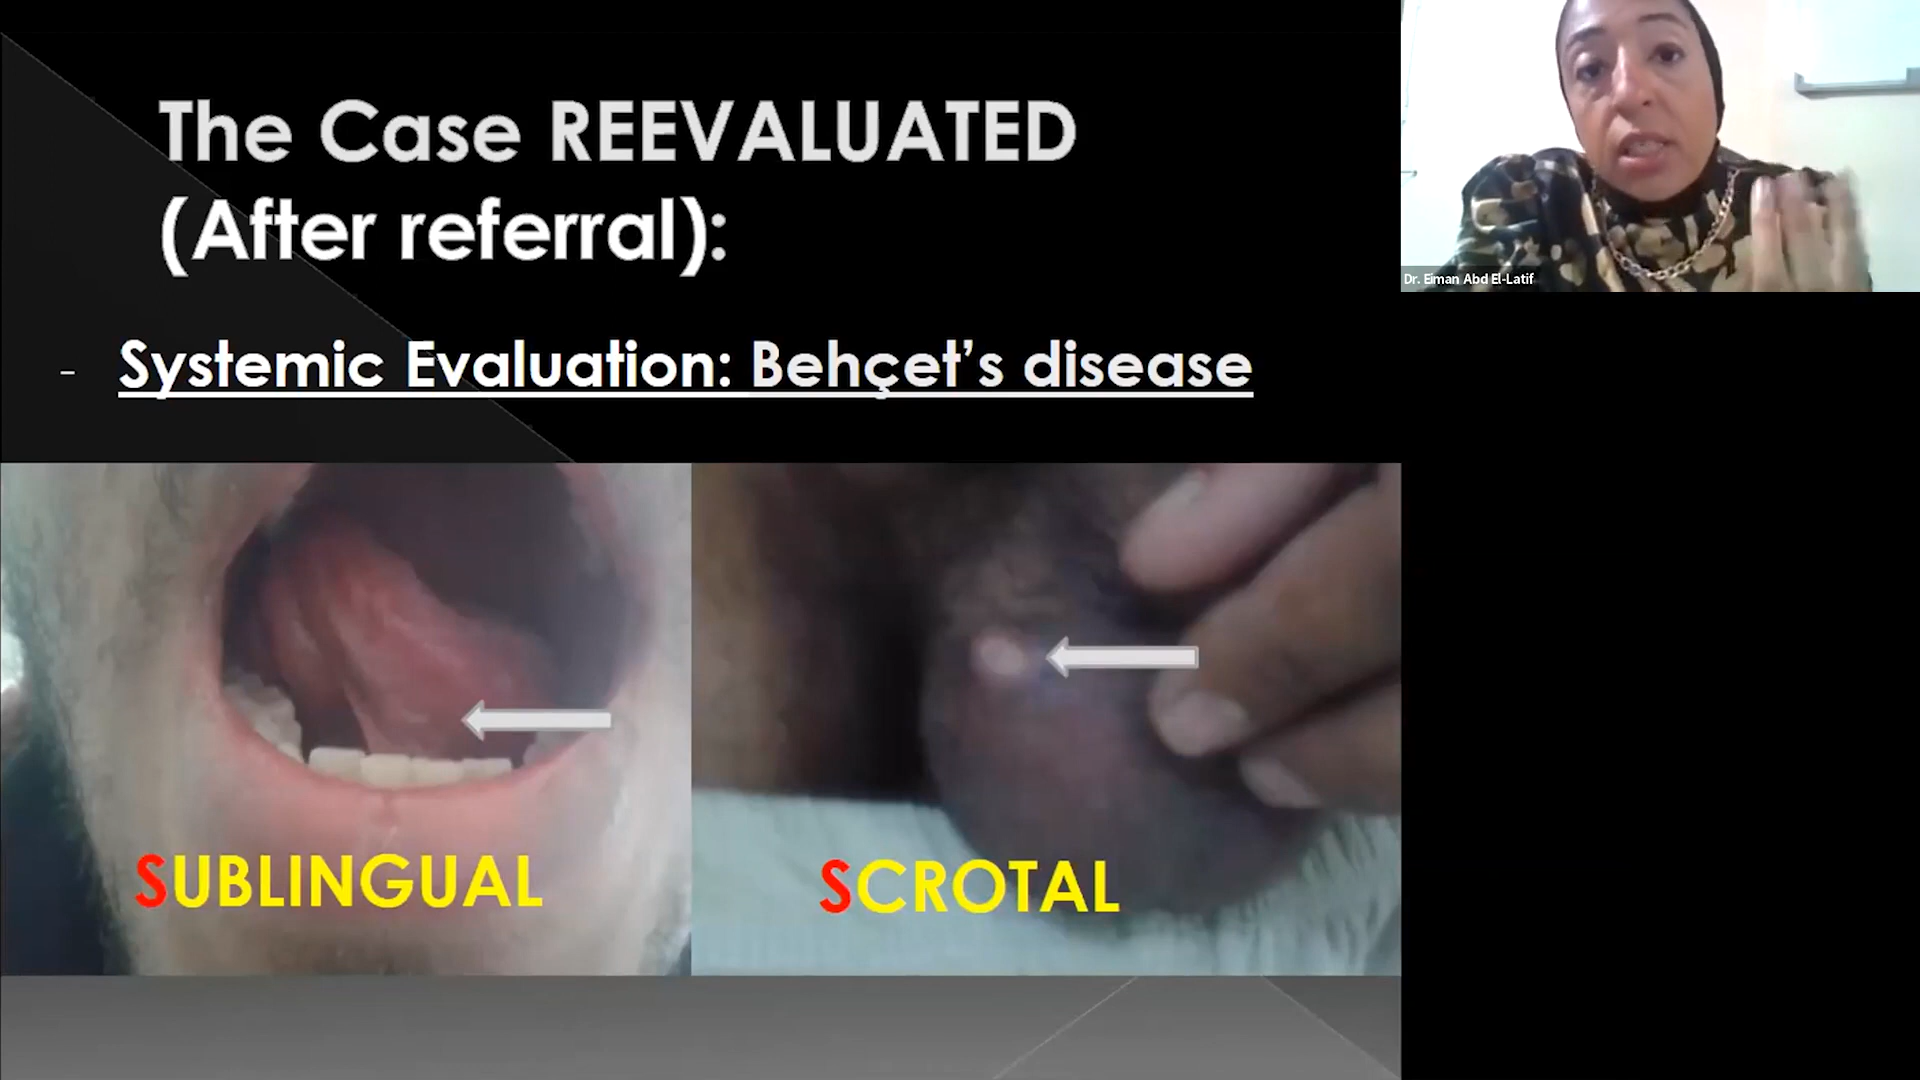 The Case REEVALUATED
(After referral):
- Systemic Evaluation: Behçet's disease
SUBLINGUAL
SCROTAL
Dr. Eiman Abd El-Latif